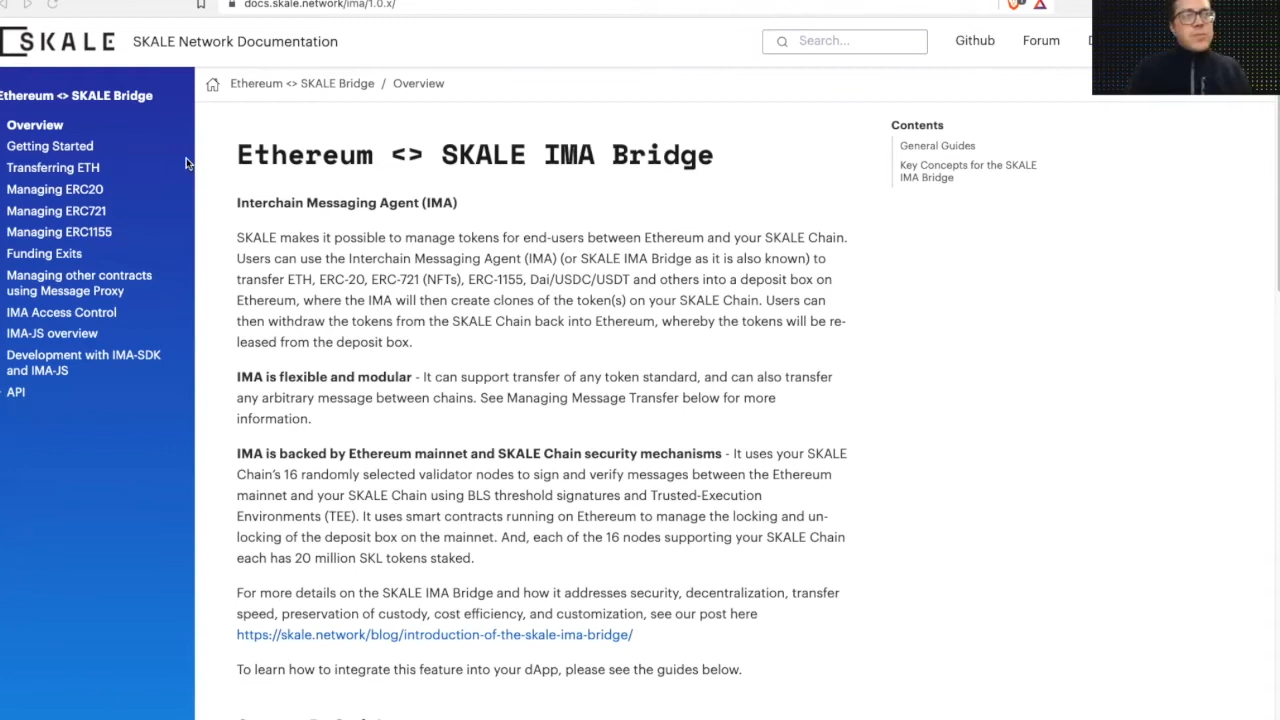 docs.skale.network/ima/1.0.x/
SKALE
SKALE Network Documentation
Search...
Github
Forum
Ethereum <> SKALE Bridge
Overview
Getting Started
Transferring ETH
Managing ERC20
Managing ERC721
Managing ERC1155
Funding Exits
Managing other contracts
using Message Proxy
IMA Access Control
IMA-JS overview
Development with IMA-SDK
and IMA-JS
API
Ethereum <> SKALE Bridge / Overview
Ethereum <> SKALE IMA Bridge
Interchain Messaging Agent (IMA)
SKALE makes it possible to manage tokens for end-users between Ethereum and your SKALE Chain.
Users can use the Interchain Messaging Agent (IMA) (or SKALE IMA Bridge as it is also known) to
transfer ETH, ERC-20, ERC-721 (NFTs), ERC-1155, Dai/USDC/USDT and others into a deposit box on
Ethereum, where the IMA will then create clones of the token(s) on your SKALE Chain. Users can
then withdraw the tokens from the SKALE Chain back into Ethereum, whereby the tokens will be re-
leased from the deposit box.
IMA is flexible and modular - It can support transfer of any token standard, and can also transfer
any arbitrary message between chains. See Managing Message Transfer below for more
information.
IMA is backed by Ethereum mainnet and SKALE Chain security mechanisms - It uses your SKALE
Chain's 16 randomly selected validator nodes to sign and verify messages between the Ethereum
mainnet and your SKALE Chain using BLS threshold signatures and Trusted-Execution
Environments (TEE). It uses smart contracts running on Ethereum to manage the locking and un-
locking of the deposit box on the mainnet. And, each of the 16 nodes supporting your SKALE Chain
each has 20 million SKL tokens staked.
For more details on the SKALE IMA Bridge and how it addresses security, decentralization, transfer
speed, preservation of custody, cost efficiency, and customization, see our post here
https://skale.network/blog/introduction-of-the-skale-ima-bridge/
To learn how to integrate this feature into your dApp, please see the guides below.
Contents
General Guides
Key Concepts for the SKALE
IMA Bridge